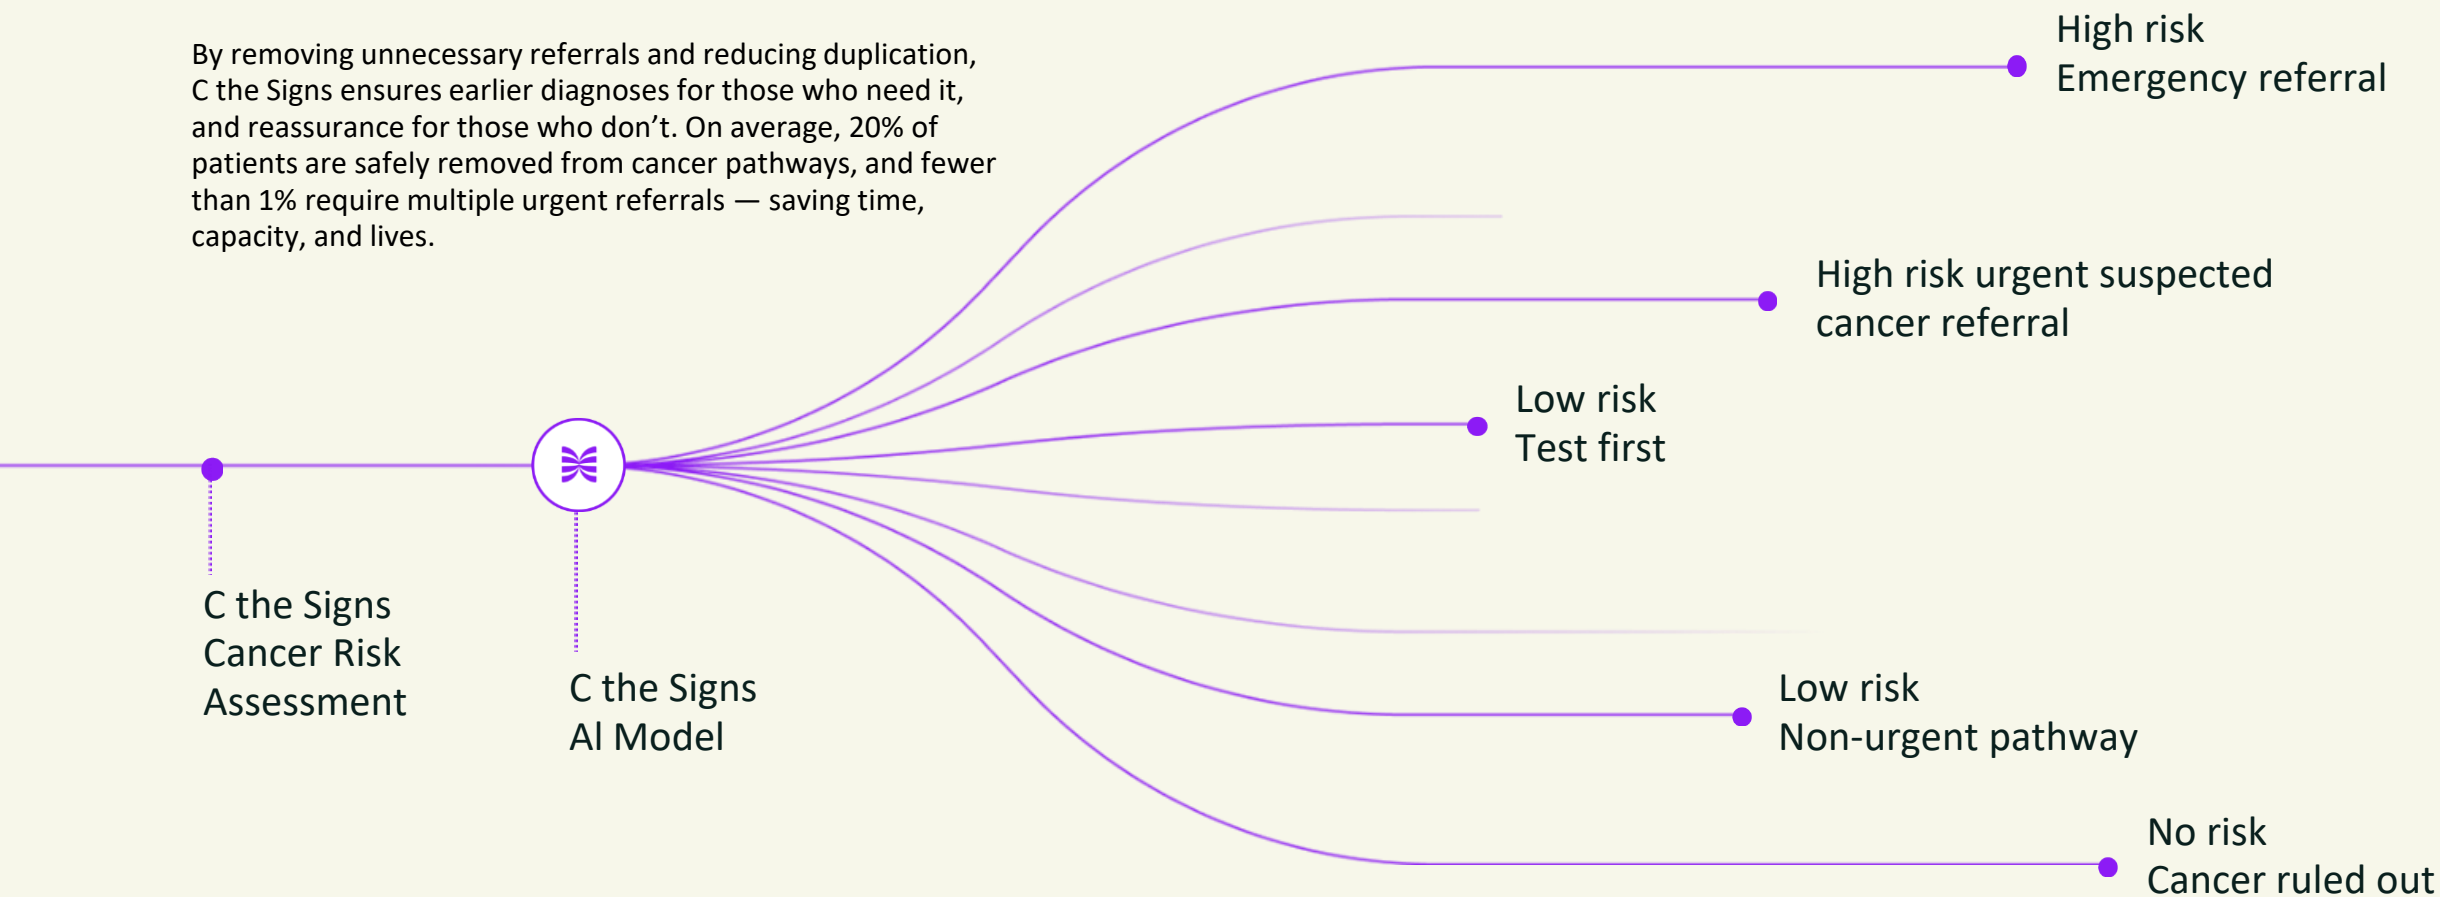 By removing unnecessary referrals and reducing duplication,
C the Signs ensures earlier diagnoses for those who need it,
and reassurance for those who don’t. On average, 20% of
patients are safely removed from cancer pathways, and fewer
than 1% require multiple urgent referrals — saving time,
capacity, and lives.
High risk
Emergency referral
High risk urgent suspected
cancer referral
Low risk
Test first
C the Signs
Cancer Risk
Assessment
C the Signs
AI Model
Low risk
Non-urgent pathway
No risk
Cancer ruled out